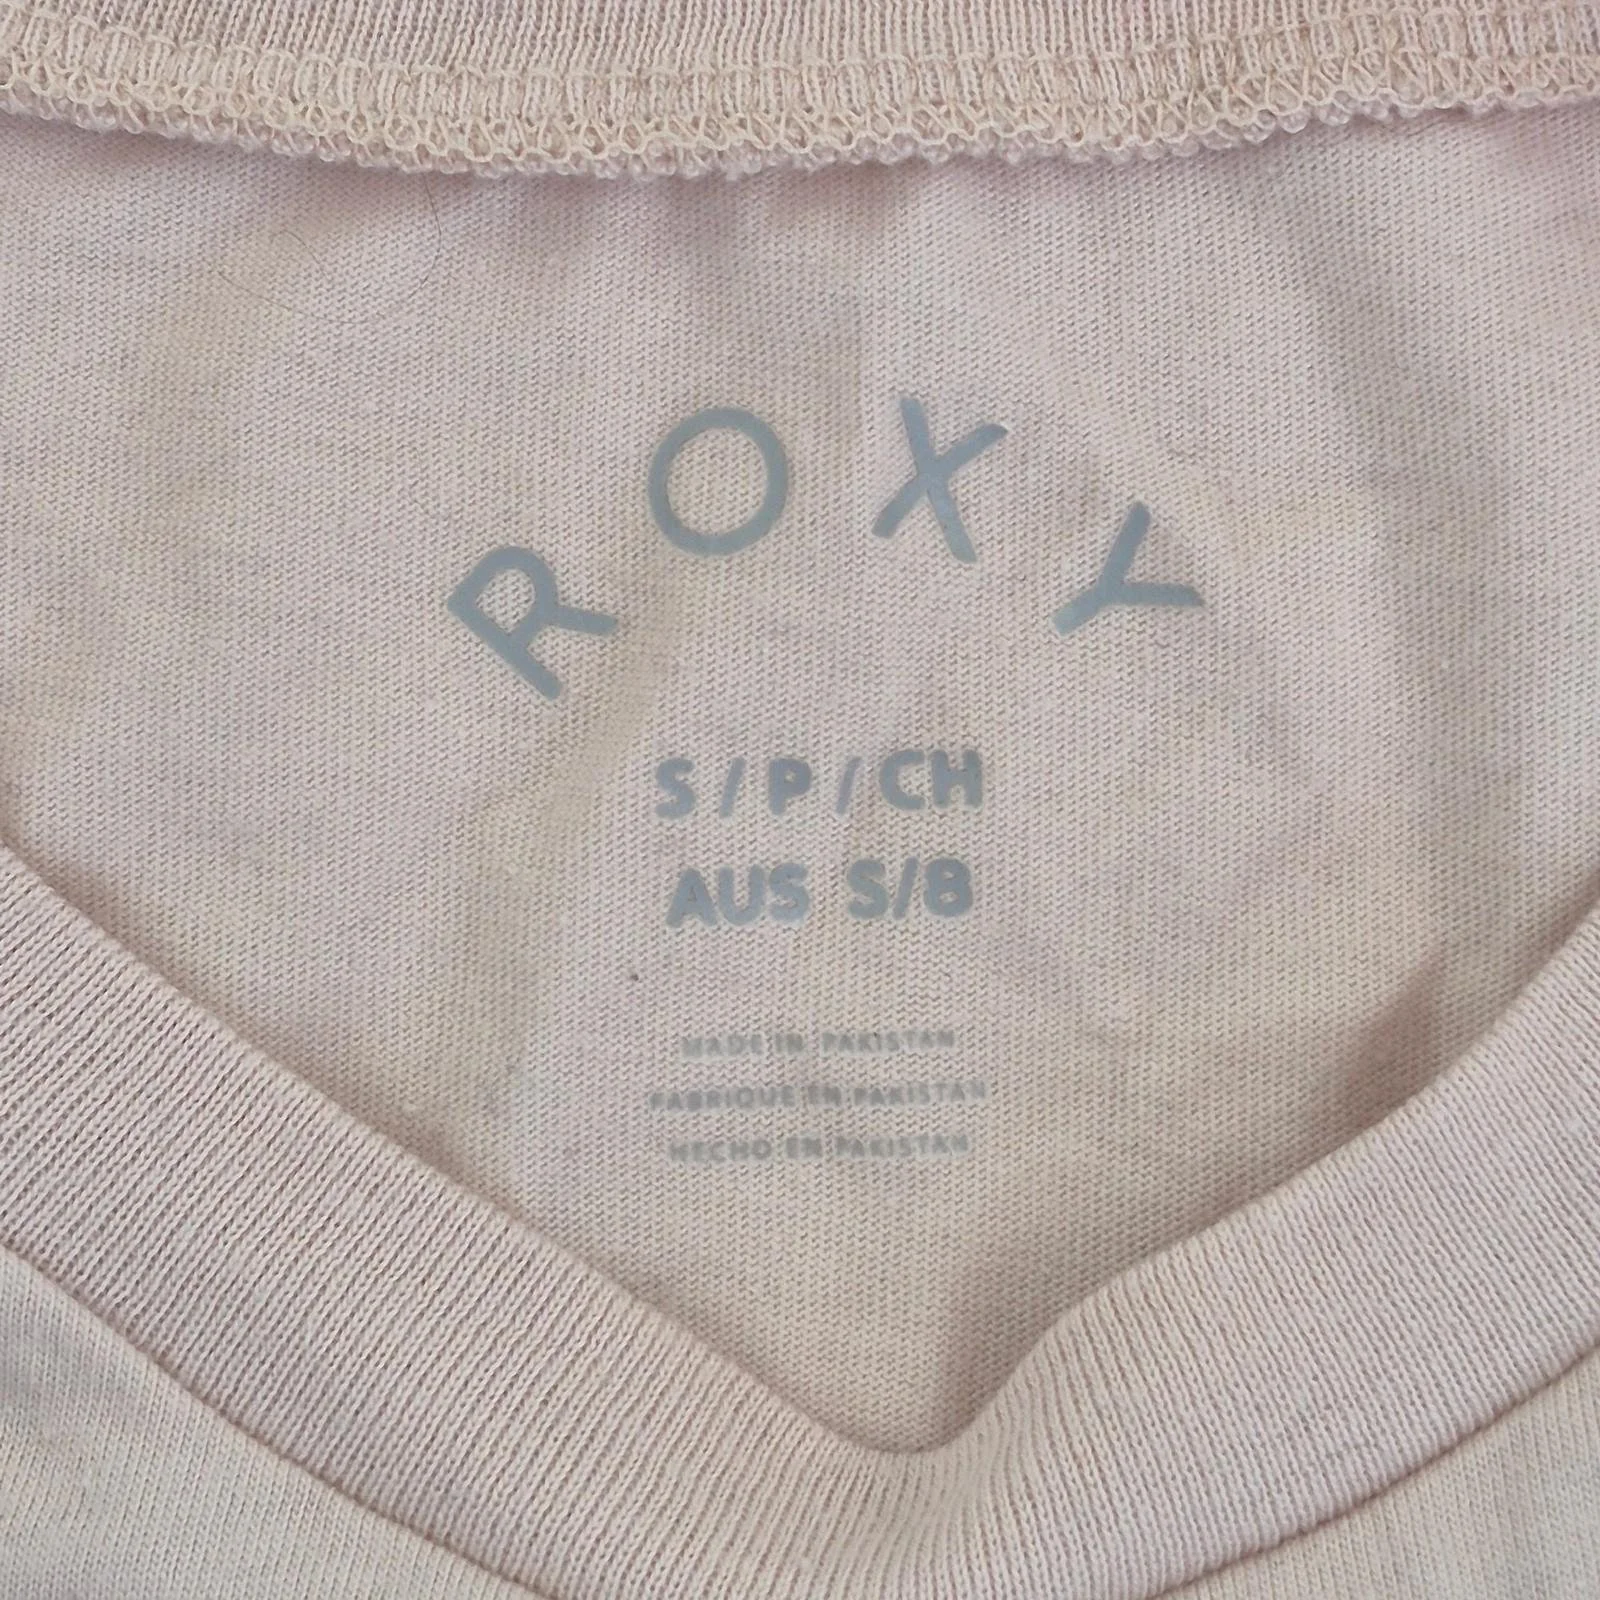 ROXY
S / P / CH
AUS S/8
MADE IN PAKISTAN
FABRIQUE EN PAKISTAN
HECHO EN PAKISTAN